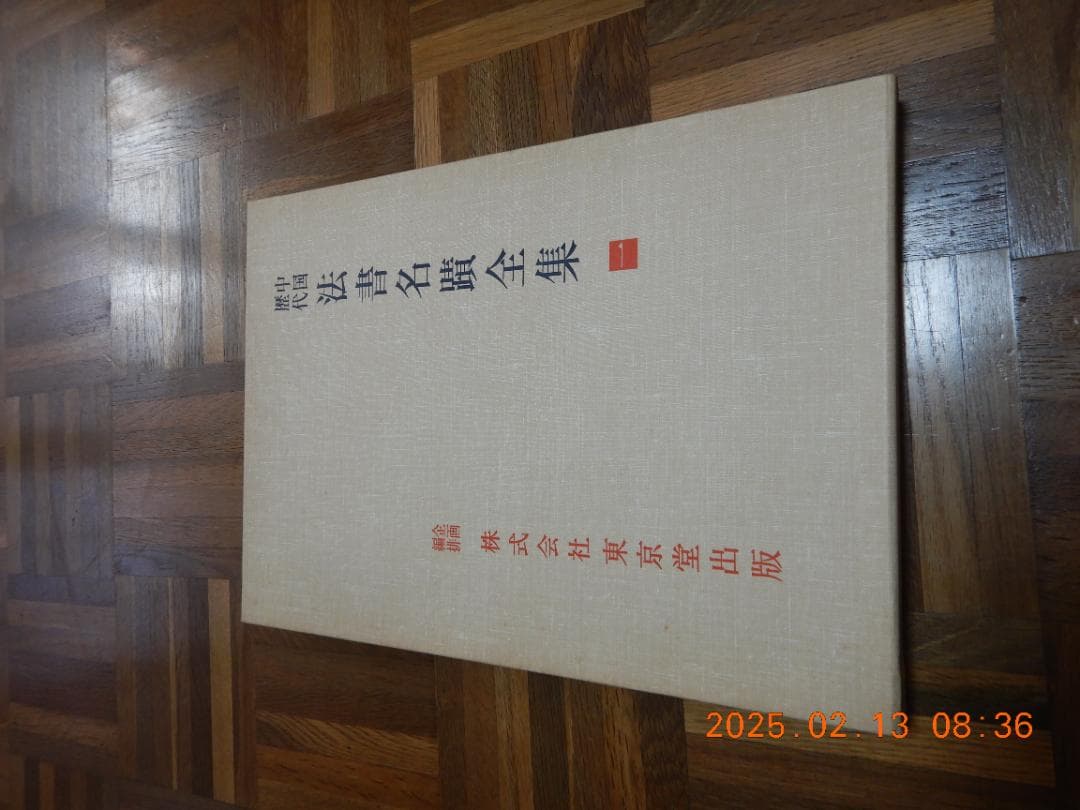 中国
歴代
法書名蹟全集
一
企画
編輯
株式会社東京堂出版
2025.02.13 08:36